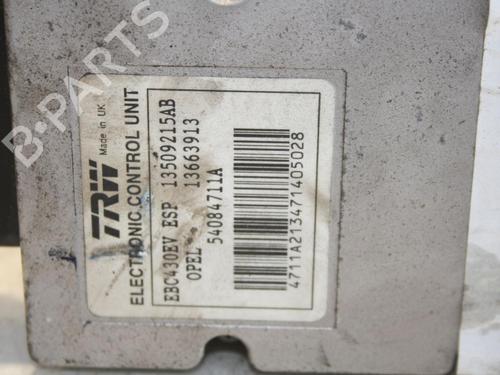 TRW
Made in UK
ELECTRONIC CONTROL UNIT
EBC430EV ESP 13509215AB
OPEL 13663913
54084711A
4711A213471405028
B-PARTS